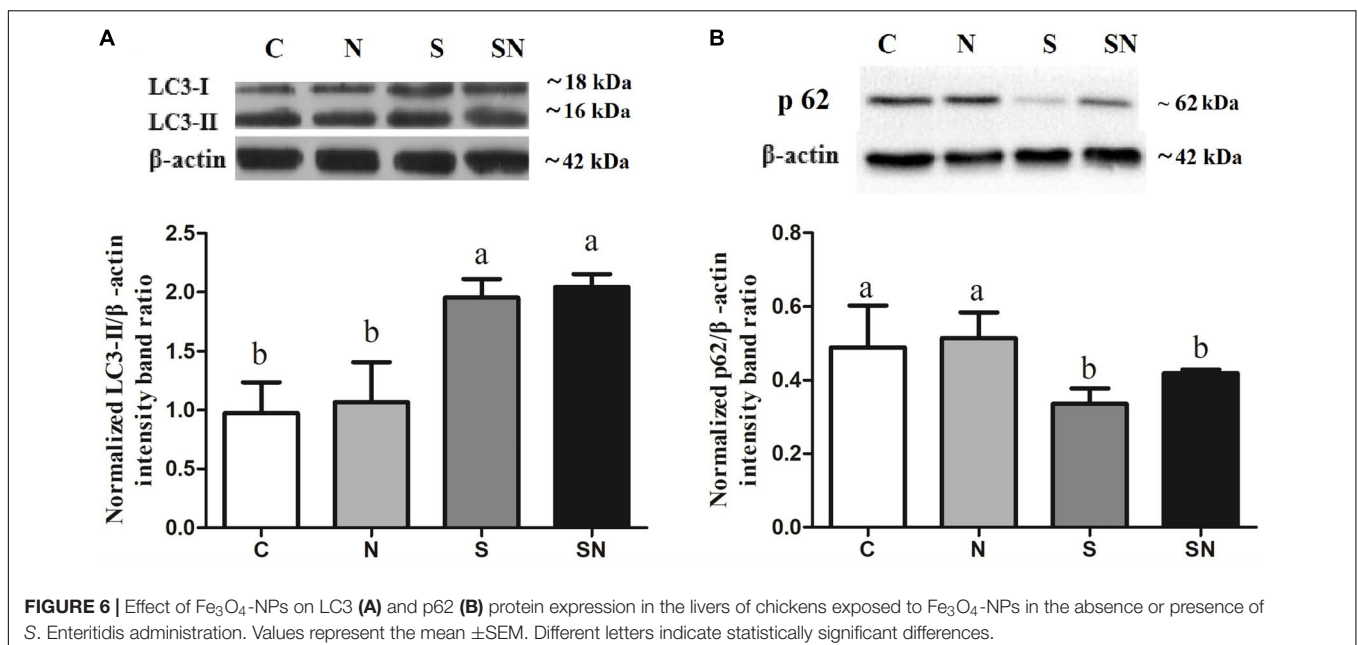 A
C N S SN
LC3-I ~18 kDa
LC3-II ~16 kDa
β-actin ~42 kDa
Normalized LC3-II/β -actin
intensity band ratio
2.5
2.0
1.5
1.0
0.5
0.0
b b a a
C N S SN
B
C N S SN
p 62 ~ 62 kDa
β-actin ~42 kDa
Normalized p62/β -actin
intensity band ratio
0.8
0.6
0.4
0.2
0.0
a a b b
C N S SN
FIGURE 6 | Effect of Fe₃O₄-NPs on LC3 (A) and p62 (B) protein expression in the livers of chickens exposed to Fe₃O₄-NPs in the absence or presence of
S. Enteritidis administration. Values represent the mean ±SEM. Different letters indicate statistically significant differences.